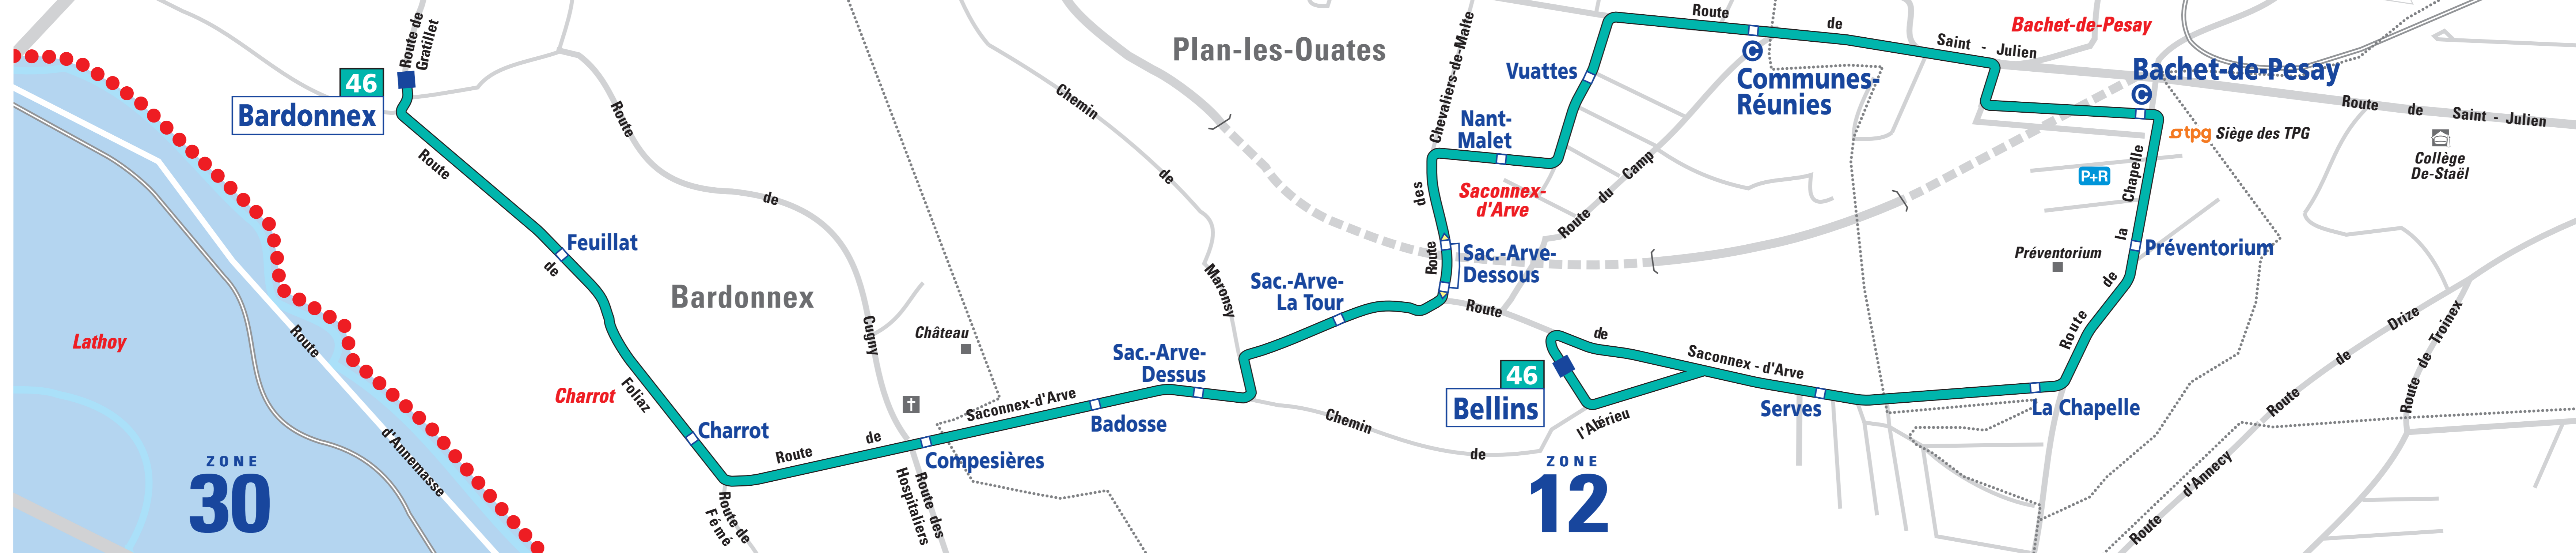 Route de
Gratillet
46
Bardonnex
Route
de
Foliaz
Feuillat
Charrot
Charrot
Lathoy
ZONE
30
Route
d'Annemasse
Route
de
Cugny
Bardonnex
Château
Route
de
Saconnex-d'Arve
Compesières
Route de
Fémé
Route des
Hospitaliers
Badosse
Sac.-Arve-
Dessus
Sac.-Arve-
La Tour
Chemin
de
Maronsy
Plan-les-Ouates
Chevaliers-de-Malte
des
Route
Nant-
Malet
Vuattes
Saconnex-
d'Arve
Sac.-Arve-
Dessous
Route du Camp
Route
de
Saint - Julien
C
Communes-
Réunies
Bachet-de-Pesay
Bachet-de-Pesay
C
tpg Siège des TPG
Route de Saint - Julien
Collège
De-Staël
P+R
Route
de
la
Chapelle
Préventorium
Préventorium
La Chapelle
Serves
Route
de
Saconnex - d'Arve
46
Bellins
l'Abérieu
Chemin
de
ZONE
12
Route
d'Annecy
Route
de
Drize
Route de Troinex